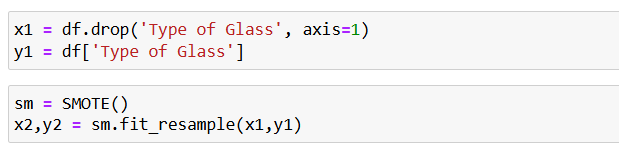 x1 = df.drop('Type of Glass', axis=1)
y1 = df['Type of Glass']
sm = SMOTE()
x2,y2 = sm.fit_resample(x1,y1)